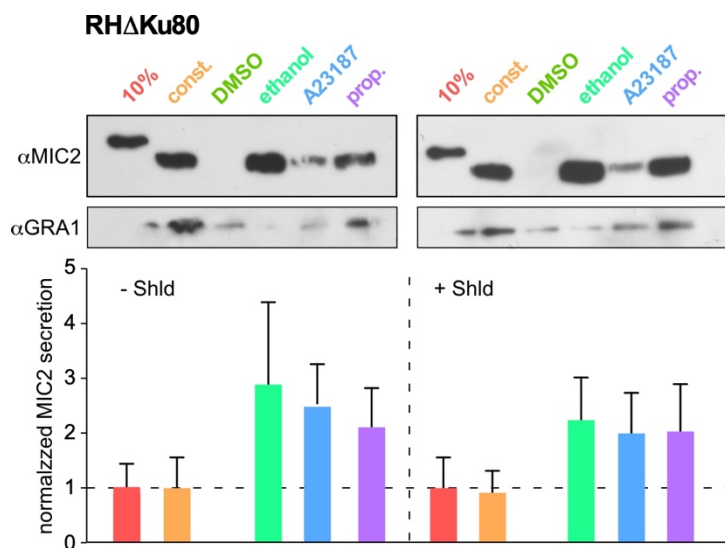 RHΔKu80
10% const. DMSO ethanol A23187 prop. 10% const. DMSO ethanol A23187 prop.
αMIC2
αGRA1
normalzzed MIC2 secretion
5
4
3
2
1
0
- Shld + Shld